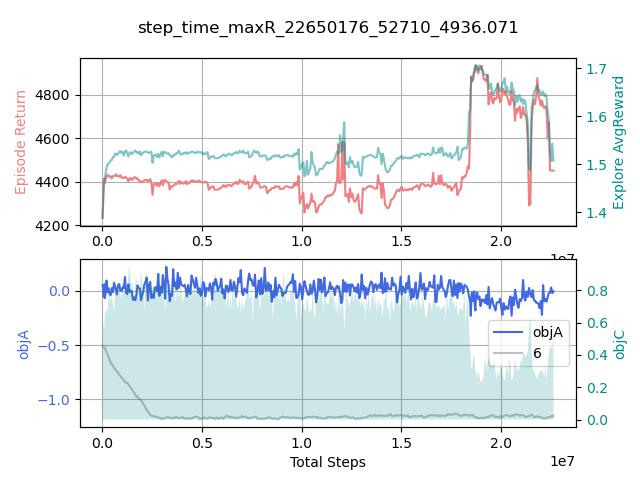 step_time_maxR_22650176_52710_4936.071
Episode Return
4800
4600
4400
4200
1.7
1.6
1.5
1.4
Explore AvgReward
0.0 0.5 1.0 1.5 2.0
objA
0.0
−0.5
−1.0
objA
6
0.8
0.6
0.4
0.2
0.0
objC
0.0 0.5 1.0 1.5 2.0
Total Steps
1e7